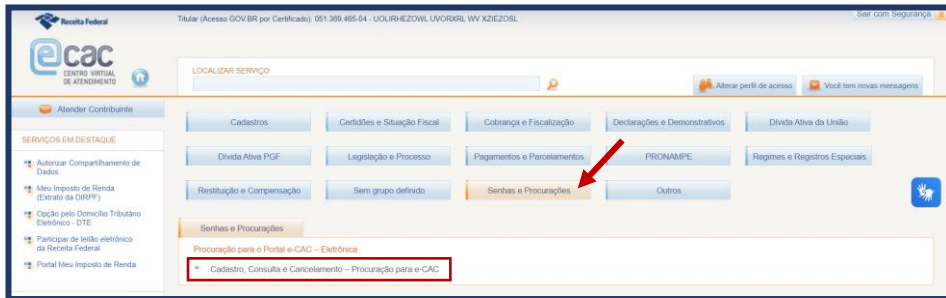 Receita Federal
Titular (Acesso GOV.BR por Certificado): 051.369.465-04 - UOLIRHEZOWL UVORXRL WV XZIEZOSL
Sair com Segurança
e cac
CENTRO VIRTUAL
DE ATENDIMENTO
LOCALIZAR SERVIÇO
Alterar perfil de acesso
Você tem novas mensagens
Atender Contribuinte
SERVIÇOS EM DESTAQUE
Autorizar Compartilhamento de
Dados
Meu Imposto de Renda
(Extrato da DIRPF)
Opção pelo Domicílio Tributário
Eletrônico - DTE
Participar de leilão eletrônico
da Receita Federal
Portal Meu Imposto de Renda
Cadastros
Certidões e Situação Fiscal
Cobrança e Fiscalização
Declarações e Demonstrativos
Dívida Ativa da União
Dívida Ativa PGF
Legislação e Processo
Pagamentos e Parcelamentos
PRONAMPE
Regimes e Registros Especiais
Restituição e Compensação
Sem grupo definido
Senhas e Procurações
Outros
Senhas e Procurações
Procuração para o Portal e-CAC – Eletrônica
Cadastro, Consulta e Cancelamento – Procuração para e-CAC